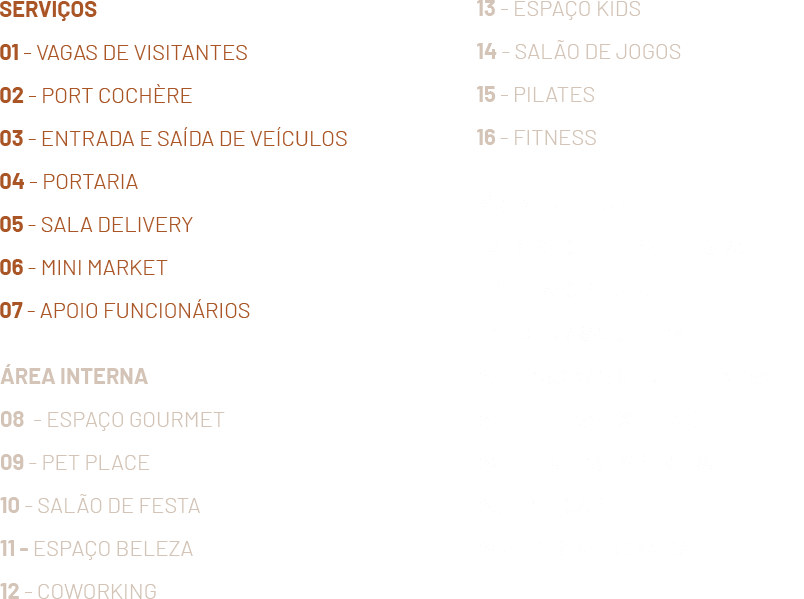 SERVIÇOS
01 - VAGAS DE VISITANTES
02 - PORT COCHÈRE
03 - ENTRADA E SAÍDA DE VEÍCULOS
04 - PORTARIA
05 - SALA DELIVERY
06 - MINI MARKET
07 - APOIO FUNCIONÁRIOS
ÁREA INTERNA
08 - ESPAÇO GOURMET
09 - PET PLACE
10 - SALÃO DE FESTA
11 - ESPAÇO BELEZA
12 - COWORKING
13 - ESPAÇO KIDS
14 - SALÃO DE JOGOS
15 - PILATES
16 - FITNESS